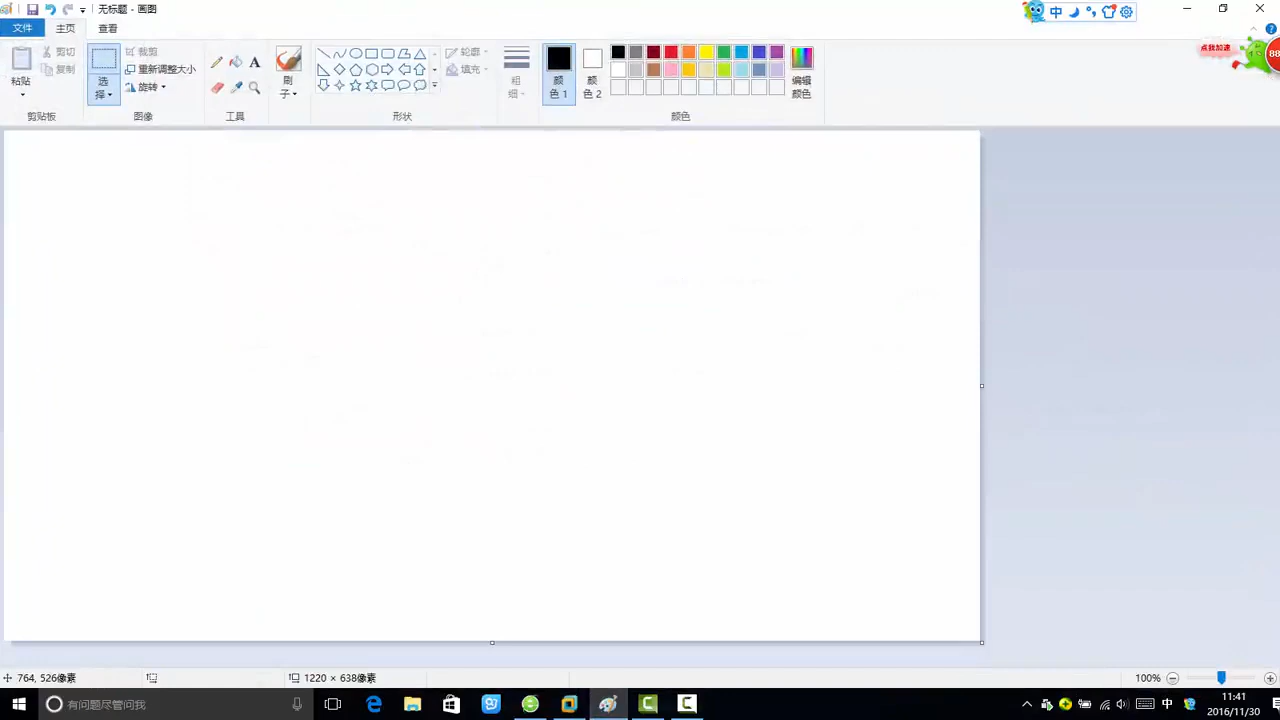 无标题 - 画图
文件 主页 查看
粘贴
剪切
复制
剪贴板
选择
裁剪
重新调整大小
旋转
图像
A
工具
刷子
轮廓
填充
形状
粗细
颜色 1
颜色 2
编辑颜色
颜色
中
点我加速
88
764, 526像素
1220 × 638像素
100%
有问题尽管问我
中
11:41
2016/11/30